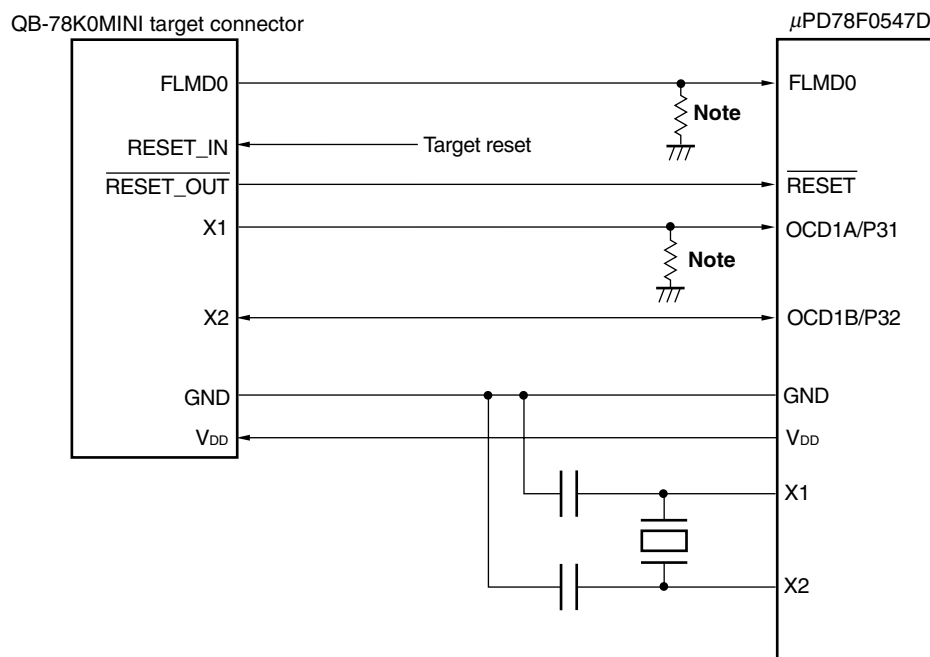 QB-78K0MINI target connector
μPD78F0547D
FLMD0
FLMD0
Note
RESET_IN
Target reset
RESET_OUT
RESET
X1
OCD1A/P31
Note
X2
OCD1B/P32
GND
GND
VDD
VDD
X1
X2